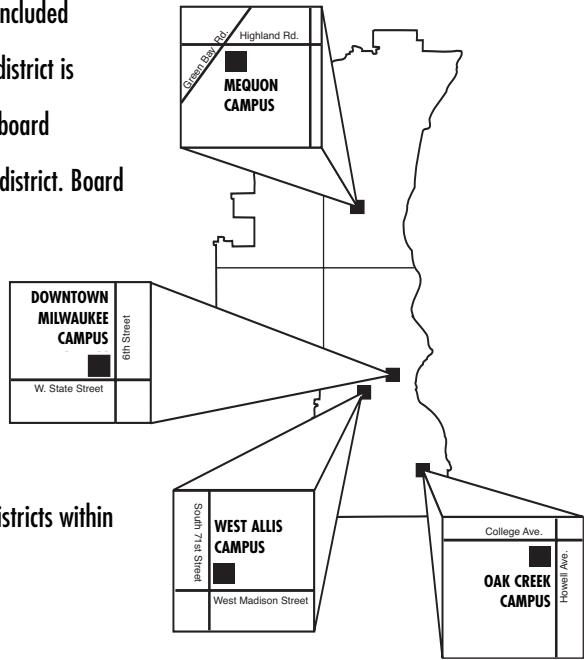 ncluded
district is
board
district. Board
istricts within
Green Bay Rd.
Highland Rd.
MEQUON
CAMPUS
DOWNTOWN
MILWAUKEE
CAMPUS
6th Street
W. State Street
South 71st Street
WEST ALLIS
CAMPUS
West Madison Street
College Ave.
OAK CREEK
CAMPUS
Howell Ave.